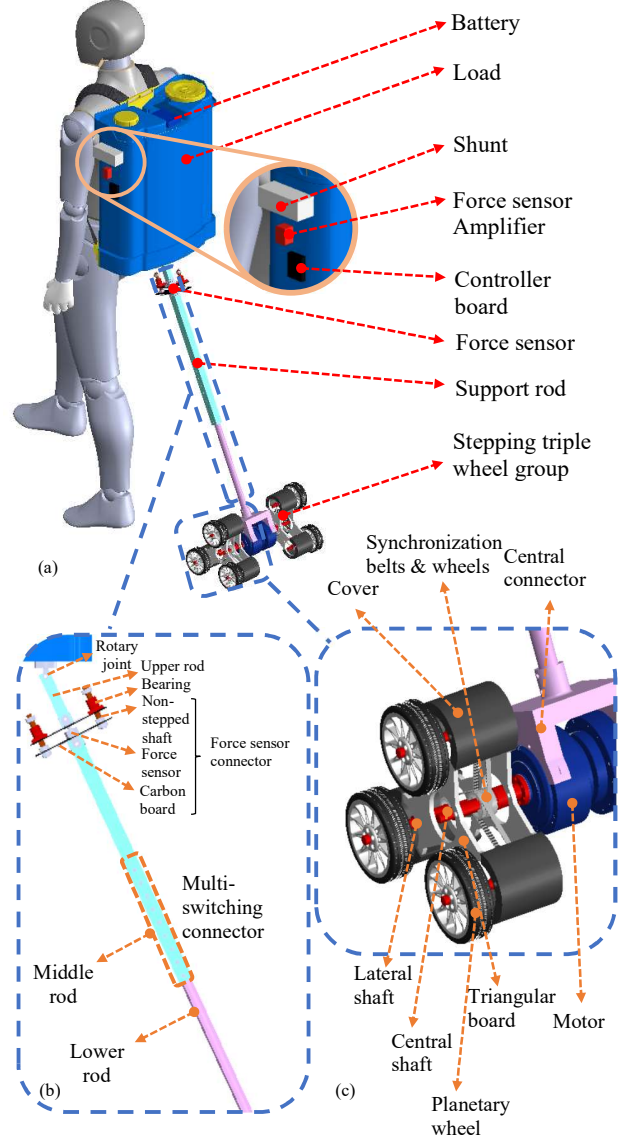 Battery
Load
Shunt
Force sensor
Amplifier
Controller
board
Force sensor
Support rod
Stepping triple
wheel group
(a)
Synchronization
belts & wheels
Central
connector
Cover
Rotary
joint
Upper rod
Bearing
Non-
stepped
shaft
Force
sensor
Carbon
board
Force sensor
connector
Multi-
switching
connector
Middle
rod
Lower
rod
(b)
Lateral
shaft
Triangular
board
Motor
Central
shaft
(c)
Planetary
wheel